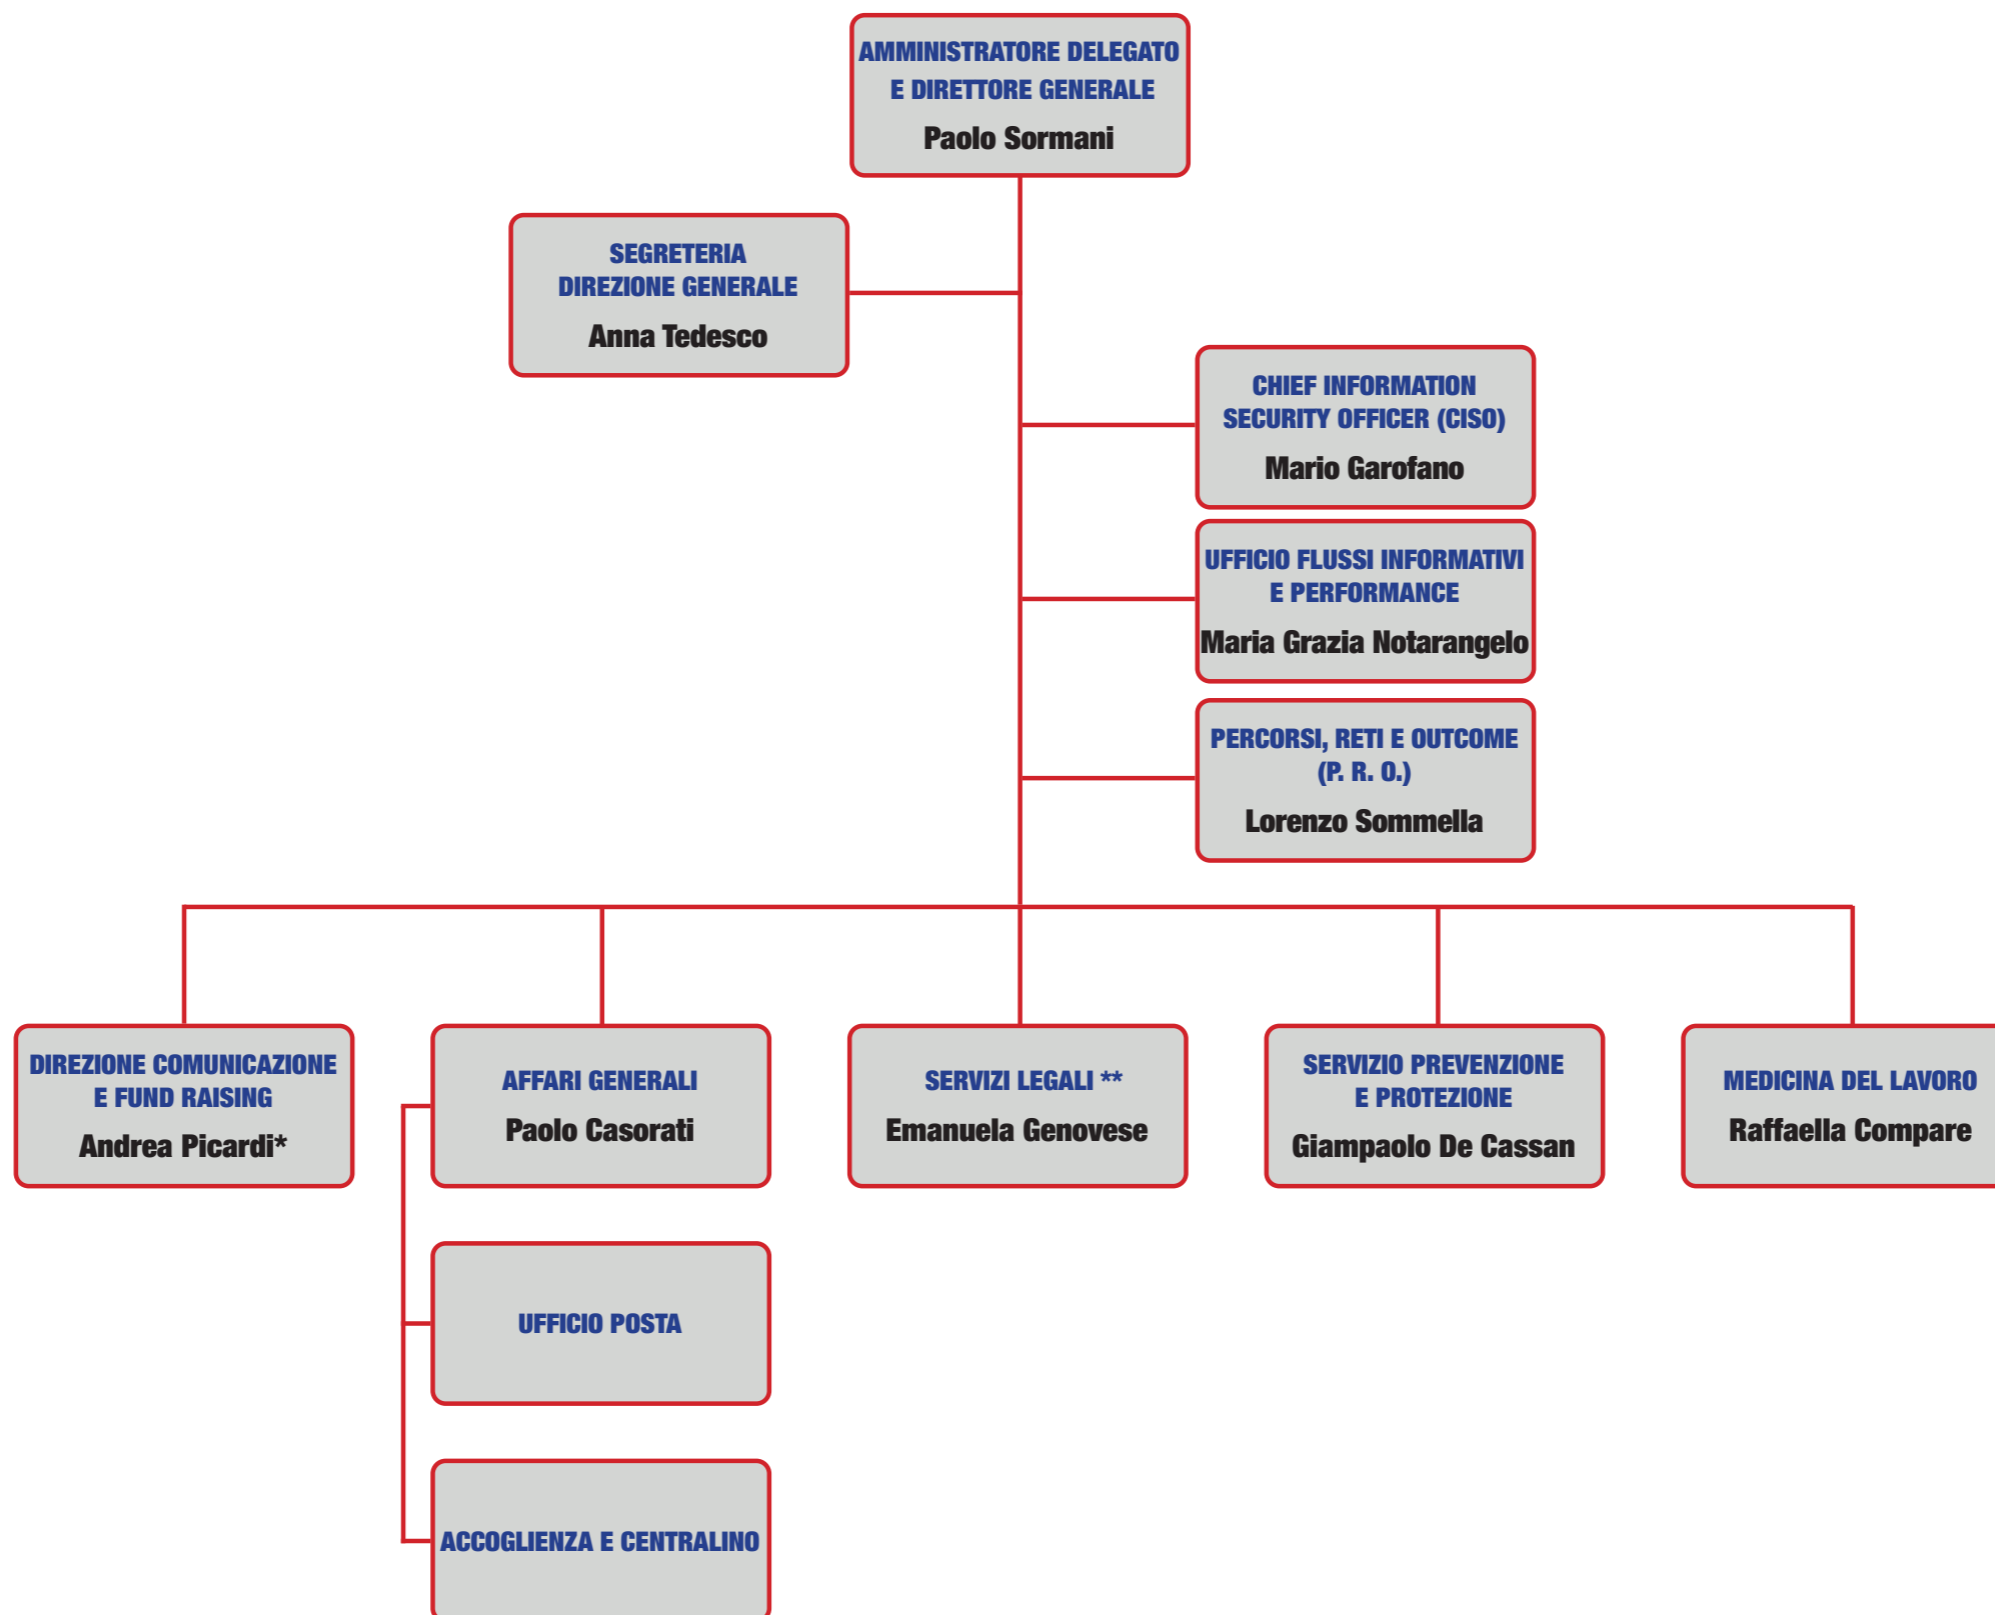 AMMINISTRATORE DELEGATO
E DIRETTORE GENERALE
Paolo Sormani
SEGRETERIA
DIREZIONE GENERALE
Anna Tedesco
CHIEF INFORMATION
SECURITY OFFICER (CISO)
Mario Garofano
UFFICIO FLUSSI INFORMATIVI
E PERFORMANCE
Maria Grazia Notarangelo
PERCORSI, RETI E OUTCOME
(P. R. O.)
Lorenzo Sommella
DIREZIONE COMUNICAZIONE
E FUND RAISING
Andrea Picardi*
AFFARI GENERALI
Paolo Casorati
SERVIZI LEGALI **
Emanuela Genovese
SERVIZIO PREVENZIONE
E PROTEZIONE
Giampaolo De Cassan
MEDICINA DEL LAVORO
Raffaella Compare
UFFICIO POSTA
ACCOGLIENZA E CENTRALINO